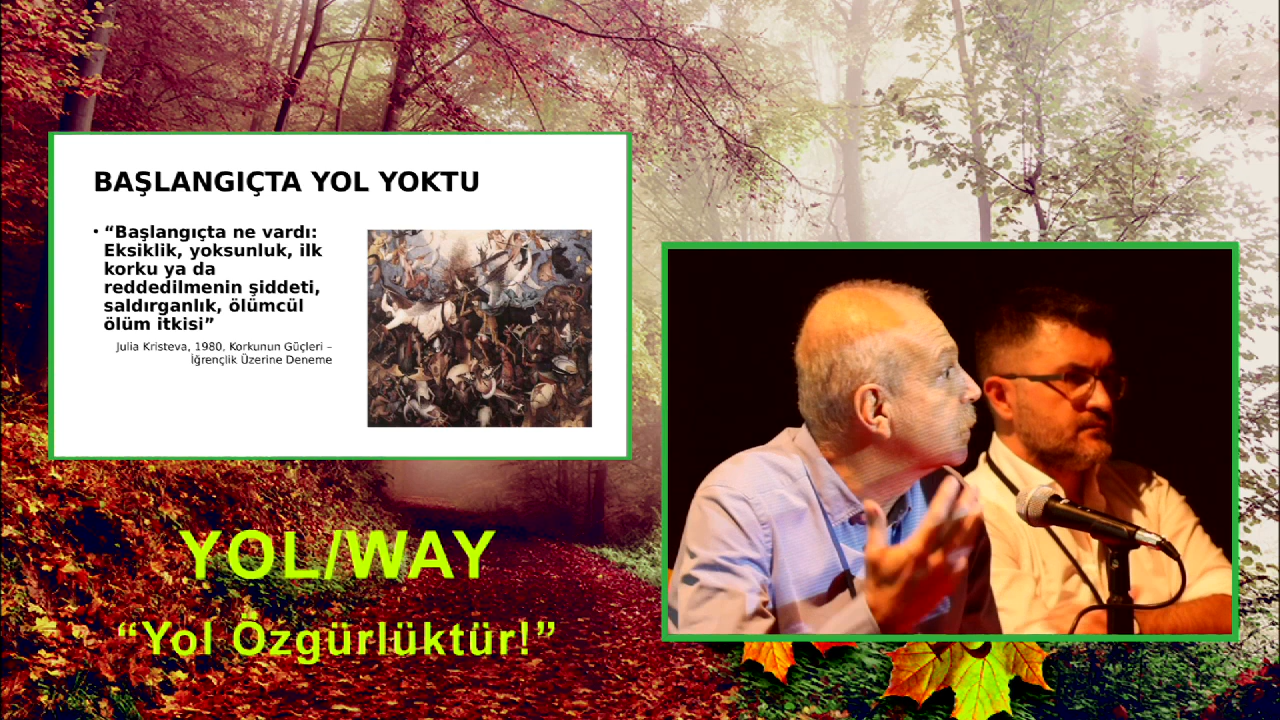 BAŞLANGIÇTA YOL YOKTU
• “Başlangıçta ne vardı:
Eksiklik, yoksunluk, ilk
korku ya da
reddedilmenin şiddeti,
saldırganlık, ölümcül
ölüm itkisi”
Julia Kristeva, 1980, Korkunun Güçleri –
İğrençlik Üzerine Deneme
YOL/WAY
“Yol Özgürlüktür!”